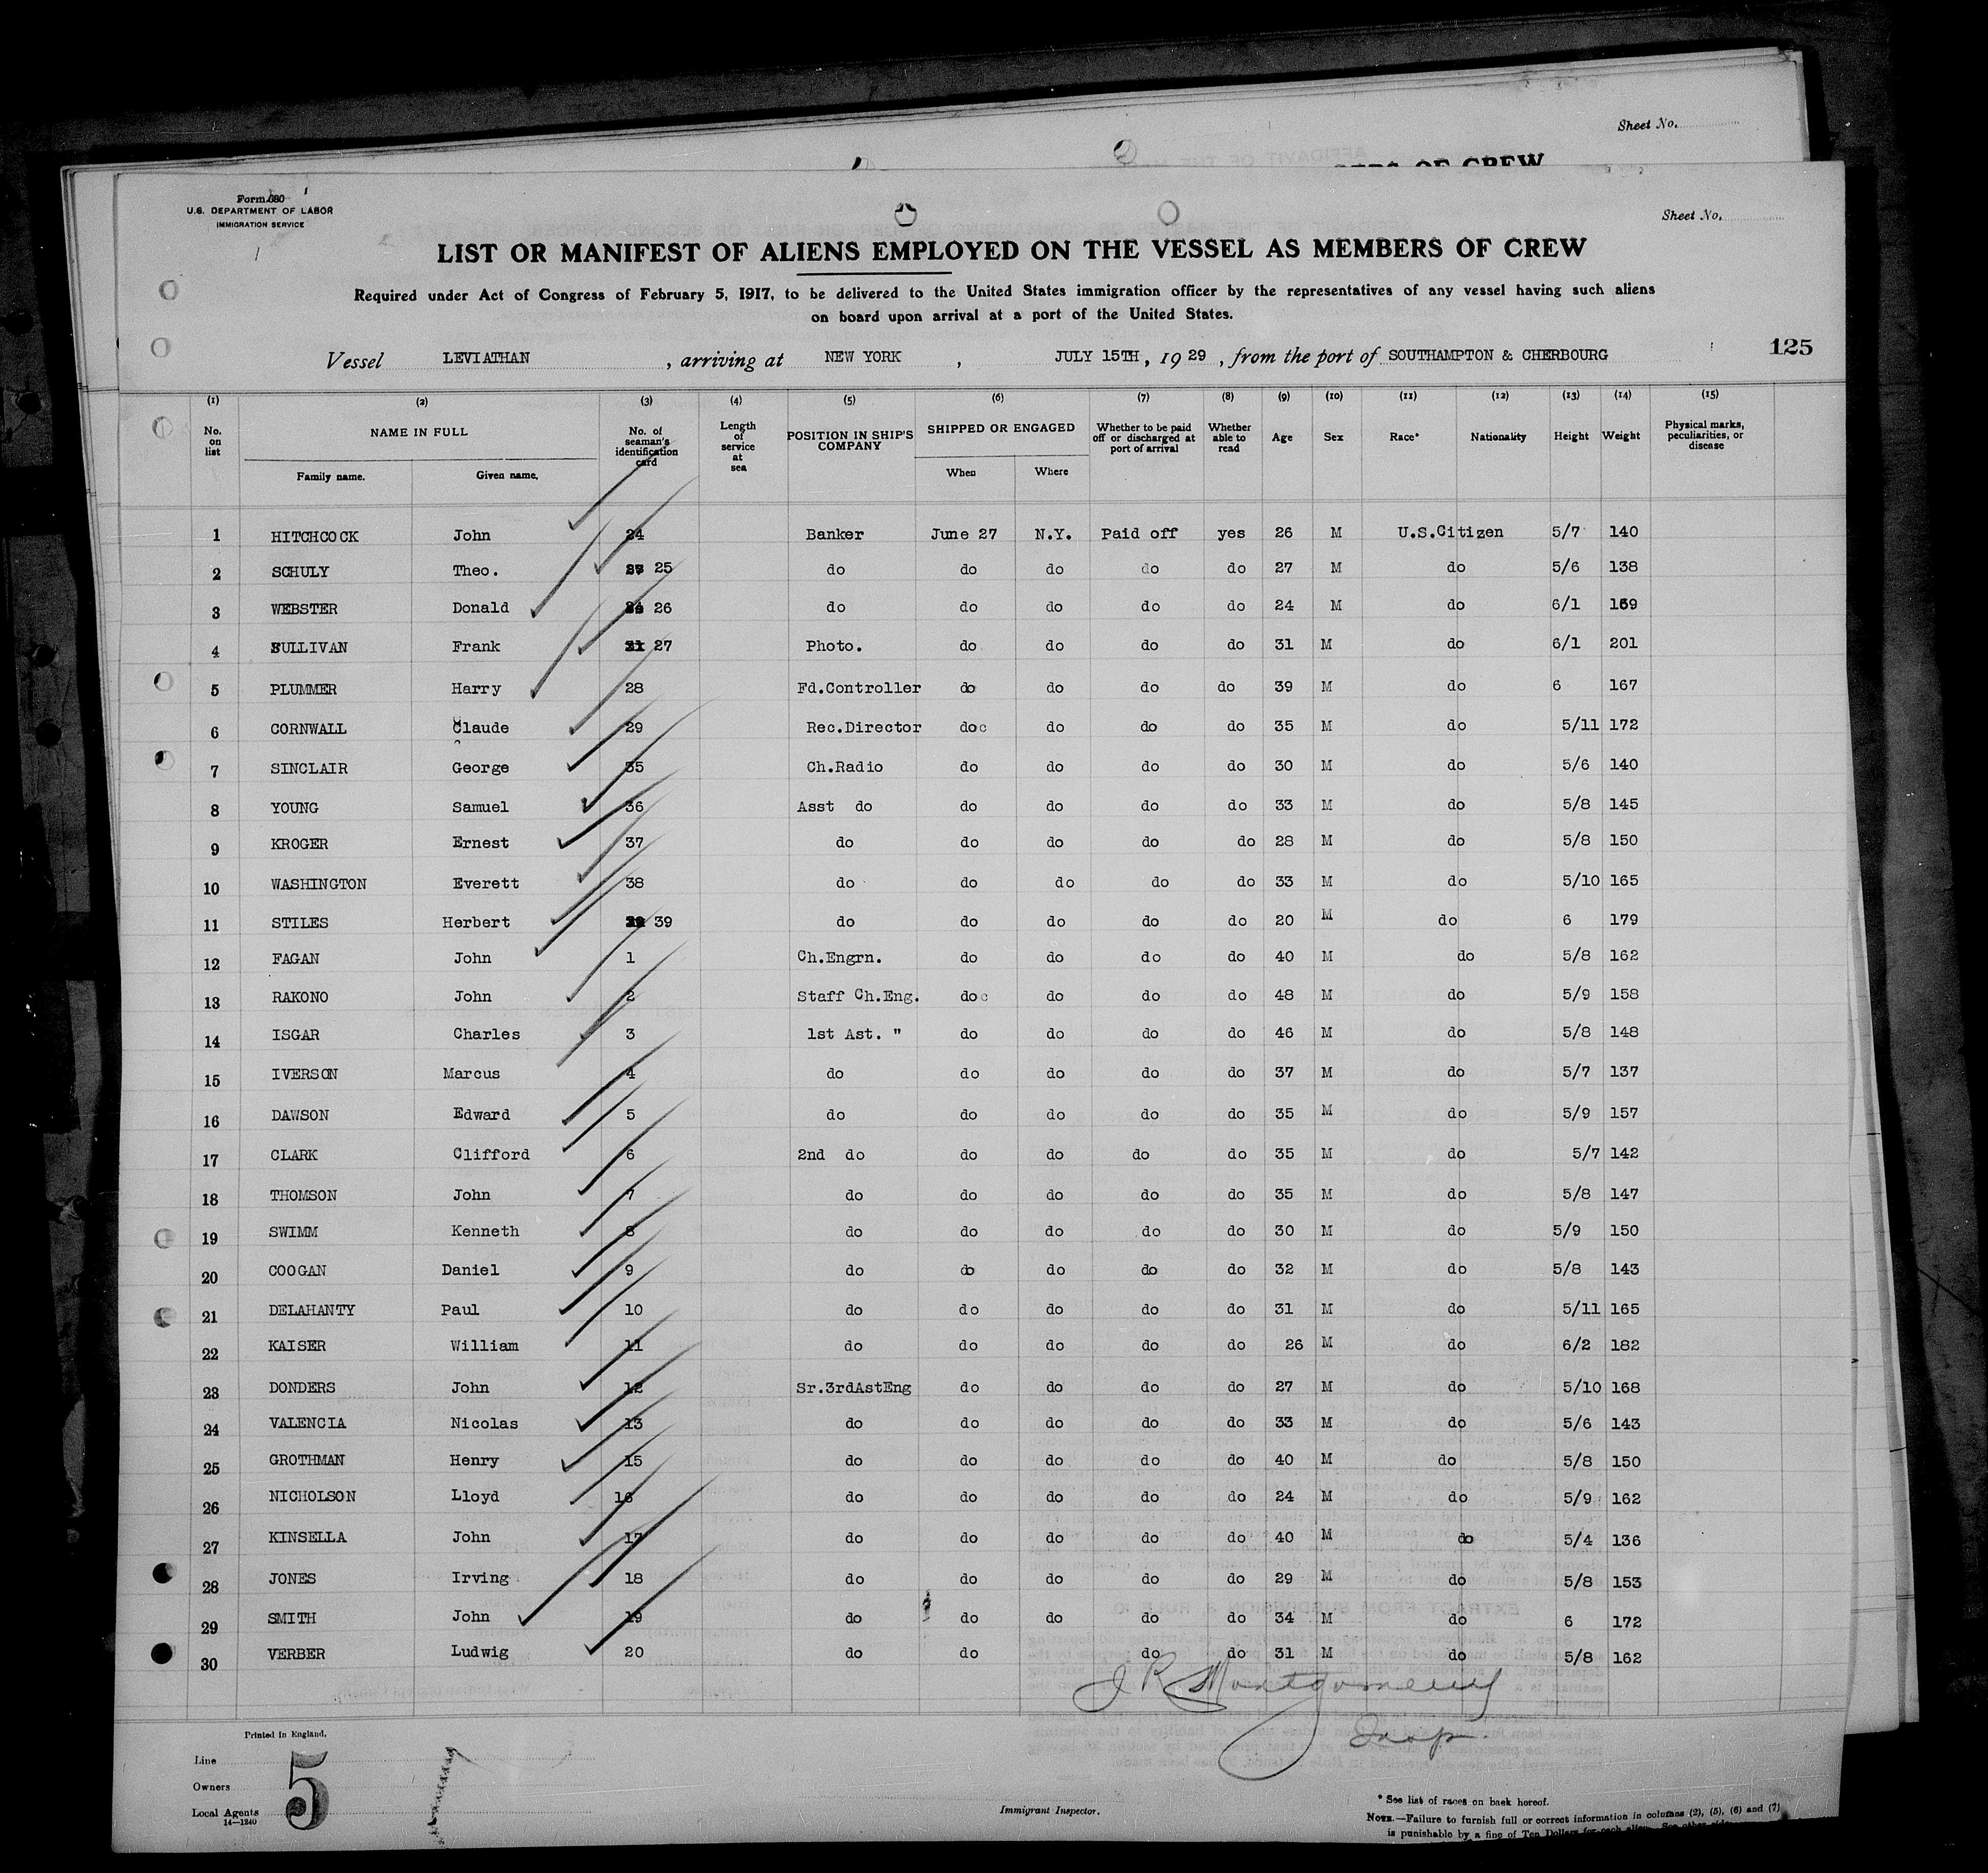 Sheet No.
OF CREW
Form 680
U.S. DEPARTMENT OF LABOR
IMMIGRATION SERVICE
Sheet No.
LIST OR MANIFEST OF ALIENS EMPLOYED ON THE VESSEL AS MEMBERS OF CREW
Required under Act of Congress of February 5, 1917, to be delivered to the United States immigration officer by the representatives of any vessel having such aliens
on board upon arrival at a port of the United States.
Vessel LEVIATHAN , arriving at NEW YORK , JULY 15TH, 19 29 , from the port of SOUTHAMPTON & CHERBOURG 125
(1) (2) (3) (4) (5) (6) (7) (8) (9) (10) (11) (12) (13) (14) (15)
No. on list NAME IN FULL Family name. Given name. No. of seaman's identification card Length of service at sea POSITION IN SHIP'S COMPANY SHIPPED OR ENGAGED When Where Whether to be paid off or discharged at port of arrival Whether able to read Age Sex Race* Nationality Height Weight Physical marks, peculiarities, or disease
1 HITCHCOCK John 24 Banker June 27 N.Y. Paid off yes 26 M U.S.Citizen 5/7 140
2 SCHULY Theo. 25 do do do do do 27 M do 5/6 138
3 WEBSTER Donald 26 do do do do do 24 M do 6/1 159
4 SULLIVAN Frank 27 Photo. do do do do 31 M do 6/1 201
5 PLUMMER Harry 28 Fd.Controller do do do do 39 M do 6 167
6 CORNWALL Claude 29 Rec.Director do do do do 35 M do 5/11 172
7 SINCLAIR George 35 Ch.Radio do do do do 30 M do 5/6 140
8 YOUNG Samuel 36 Asst do do do do do 33 M do 5/8 145
9 KROGER Ernest 37 do do do do do 28 M do 5/8 150
10 WASHINGTON Everett 38 do do do do do 33 M do 5/10 165
11 STILES Herbert 39 do do do do do 20 M do 6 179
12 FAGAN John 1 Ch.Engrn. do do do do 40 M do 5/8 162
13 RAKONO John 2 Staff Ch.Eng. do do do do 48 M do 5/9 158
14 ISGAR Charles 3 1st Ast. " do do do do 46 M do 5/8 148
15 IVERSON Marcus 4 do do do do do 37 M do 5/7 137
16 DAWSON Edward 5 do do do do do 35 M do 5/9 157
17 CLARK Clifford 6 2nd do do do do do 35 M do 5/7 142
18 THOMSON John 7 do do do do do 35 M do 5/8 147
19 SWIMM Kenneth 8 do do do do do 30 M do 5/9 150
20 COOGAN Daniel 9 do do do do do 32 M do 5/8 143
21 DELAHANTY Paul 10 do do do do do 31 M do 5/11 165
22 KAISER William 11 do do do do do 26 M do 6/2 182
23 DONDERS John 12 Sr.3rdAstEng do do do do 27 M do 5/10 168
24 VALENCIA Nicolas 13 do do do do do 33 M do 5/6 143
25 GROTHMAN Henry 15 do do do do do 40 M do 5/8 150
26 NICHOLSON Lloyd 16 do do do do do 24 M do 5/9 162
27 KINSELLA John 17 do do do do do 40 M do 5/4 136
28 JONES Irving 18 do do do do do 29 M do 5/8 153
29 SMITH John 19 do do do do do 34 M do 6 172
30 VERBER Ludwig 20 do do do do 31 M do 5/8 162
J R Montgomery
Insp.
Printed in England.
Line
Owners
Local Agents
14—1240
5
Immigrant Inspector.
* See list of races on back hereof.
NOTE.—Failure to furnish full or correct information in columns (2), (5), (6) and (7)
is punishable by a fine of Ten Dollars for each alien. See other side.